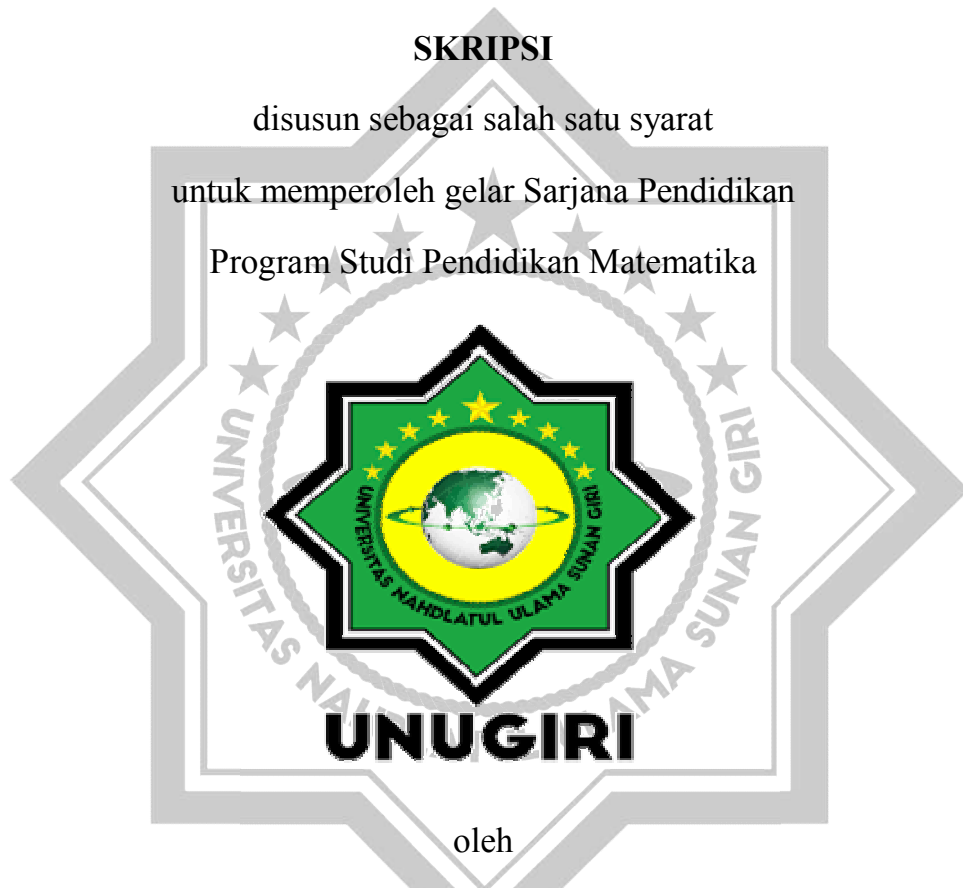 SKRIPSI
disusun sebagai salah satu syarat
untuk memperoleh gelar Sarjana Pendidikan
Program Studi Pendidikan Matematika
UNIVERSITAS NAHDLATUL ULAMA SUNAN GIRI
UNUGIRI
oleh